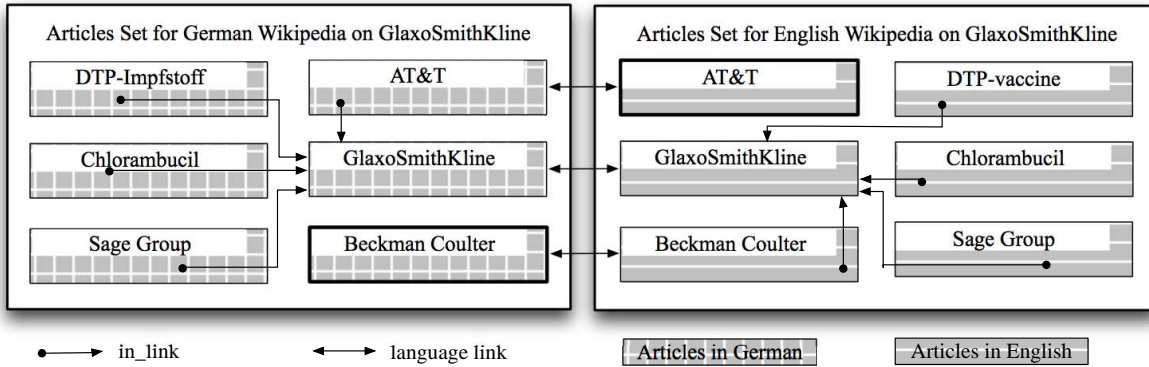 Articles Set for German Wikipedia on GlaxoSmithKline
DTP-Impfstoff
AT&T
Chlorambucil
GlaxoSmithKline
Sage Group
Beckman Coulter
Articles Set for English Wikipedia on GlaxoSmithKline
AT&T
DTP-vaccine
GlaxoSmithKline
Chlorambucil
Beckman Coulter
Sage Group
in_link
language link
Articles in German
Articles in English